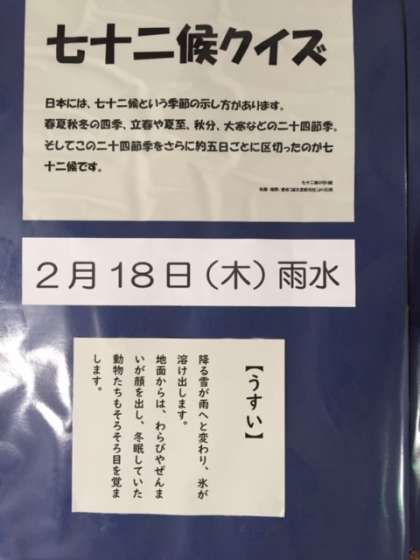 七十二候クイズ
日本には、七十二候という季節の示し方があります。
春夏秋冬の四季、立春や夏至、秋分、大寒などの二十四節季。
そしてこの二十四節季をさらに約五日ごとに区切ったのが七
十二候です。
2月18日（木）雨水
【うすい】
降る雪が雨へと変わり、氷が
溶け出します。
地面からは、わらびやぜんま
いが顔を出し、冬眠していた
動物たちもそろそろ目を覚ま
します。